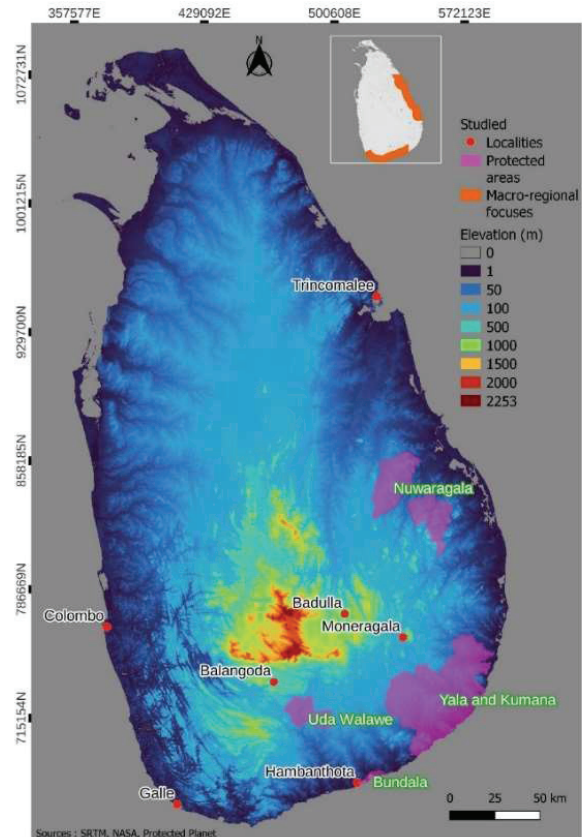 357577E 429092E 500608E 572123E
1072731N
1001215N
929700N
858185N
786669N
715154N
Studied
Localities
Protected
areas
Macro-regional
focuses
Elevation (m)
0
1
50
100
500
1000
1500
2000
2253
Trincomalee
Nuwaragala
Badulla
Colombo
Moneragala
Balangoda
Yala and Kumana
Uda Walawe
Hambanthota
Bundala
Galle
0 25 50 km
Sources : SRTM, NASA, Protected Planet